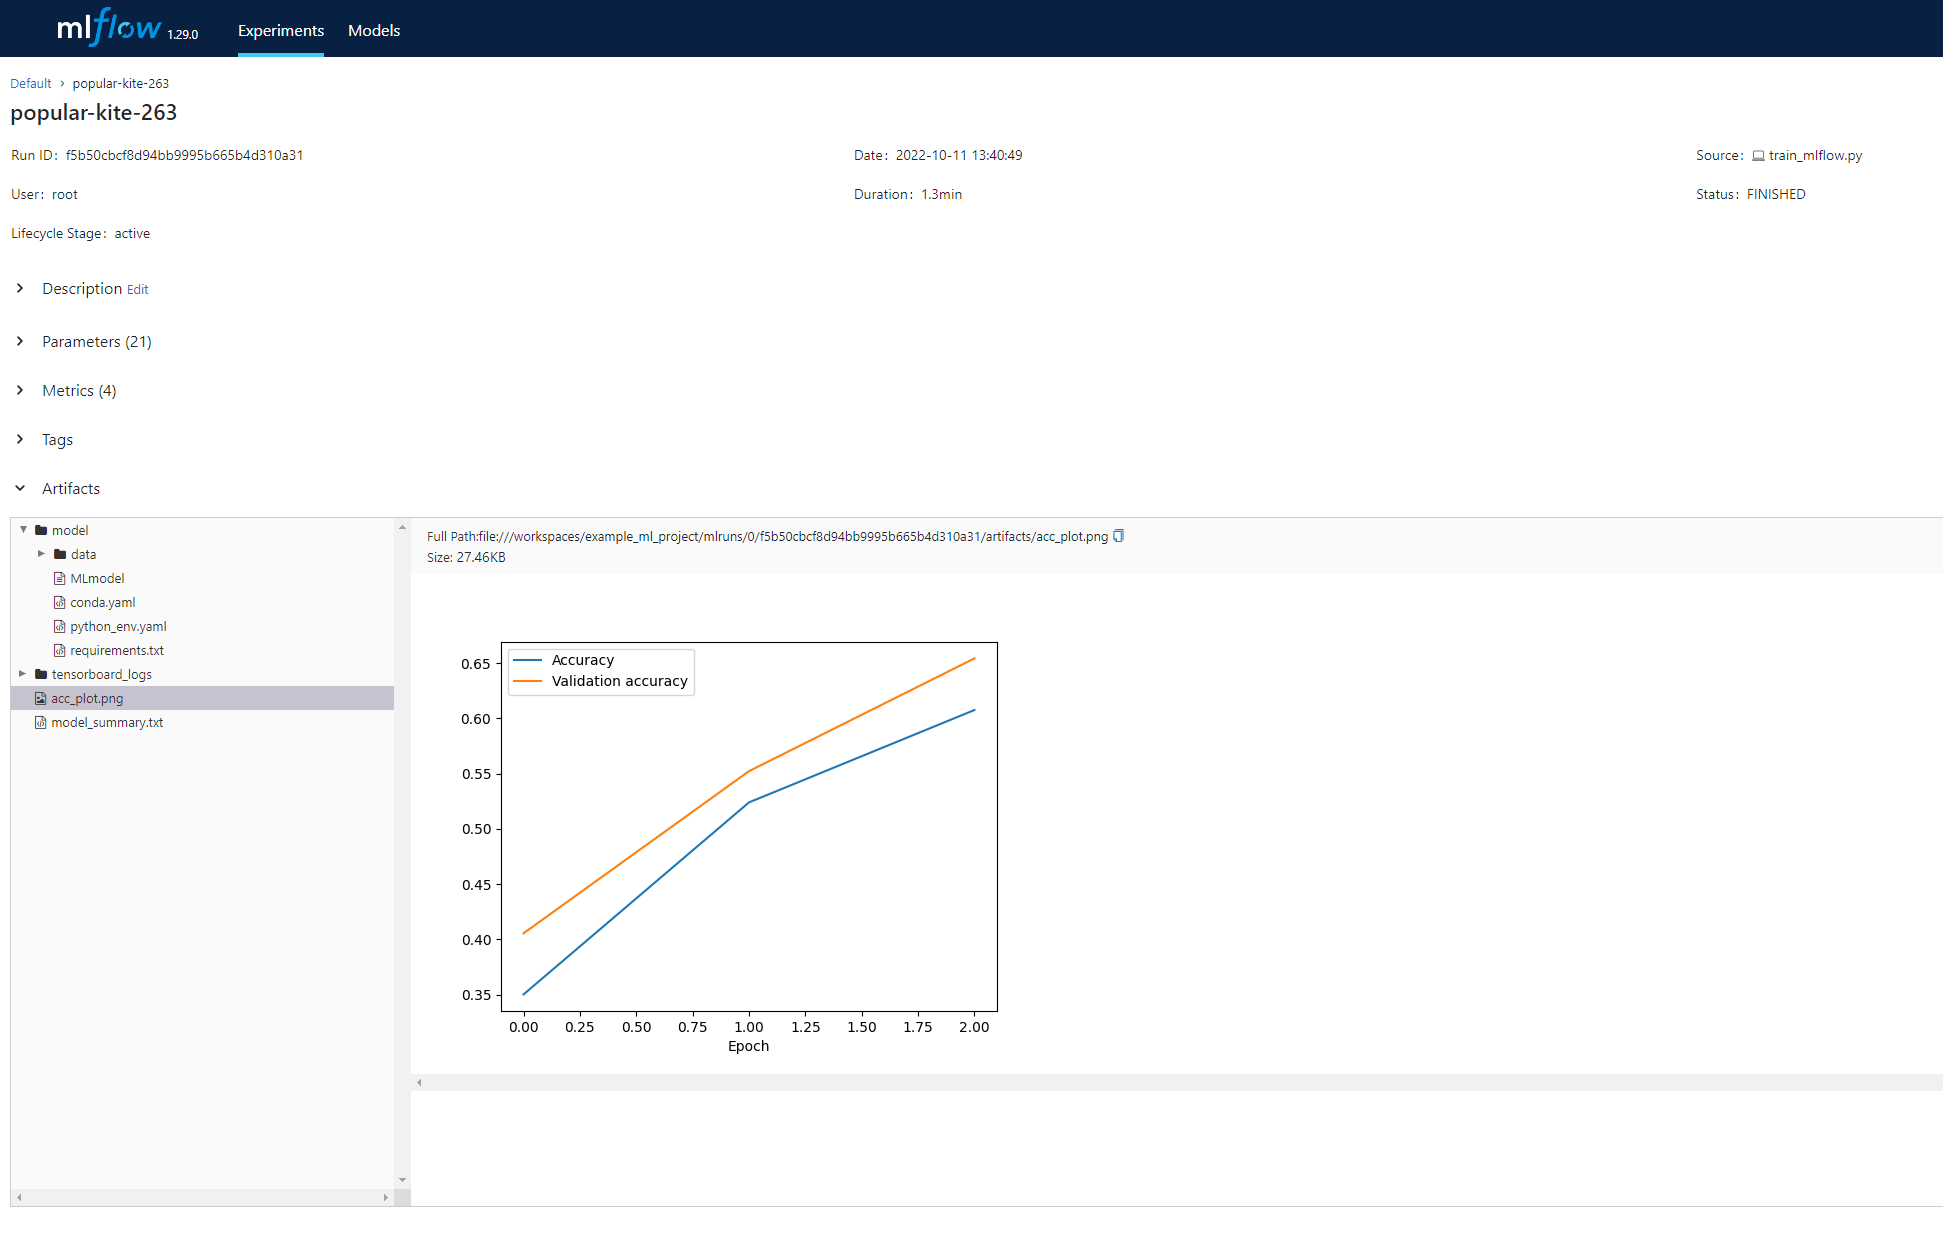 mlflow 1.29.0 Experiments Models
Default › popular-kite-263
popular-kite-263
Run ID: f5b50cbcf8d94bb9995b665b4d310a31 Date: 2022-10-11 13:40:49 Source: train_mlflow.py
User: root Duration: 1.3min Status: FINISHED
Lifecycle Stage: active
Description Edit
Parameters (21)
Metrics (4)
Tags
Artifacts
model
data
MLmodel
conda.yaml
python_env.yaml
requirements.txt
tensorboard_logs
acc_plot.png
model_summary.txt
Full Path:file:///workspaces/example_ml_project/mlruns/0/f5b50cbcf8d94bb9995b665b4d310a31/artifacts/acc_plot.png
Size: 27.46KB
Accuracy
Validation accuracy
0.65
0.60
0.55
0.50
0.45
0.40
0.35
0.00 0.25 0.50 0.75 1.00 1.25 1.50 1.75 2.00
Epoch